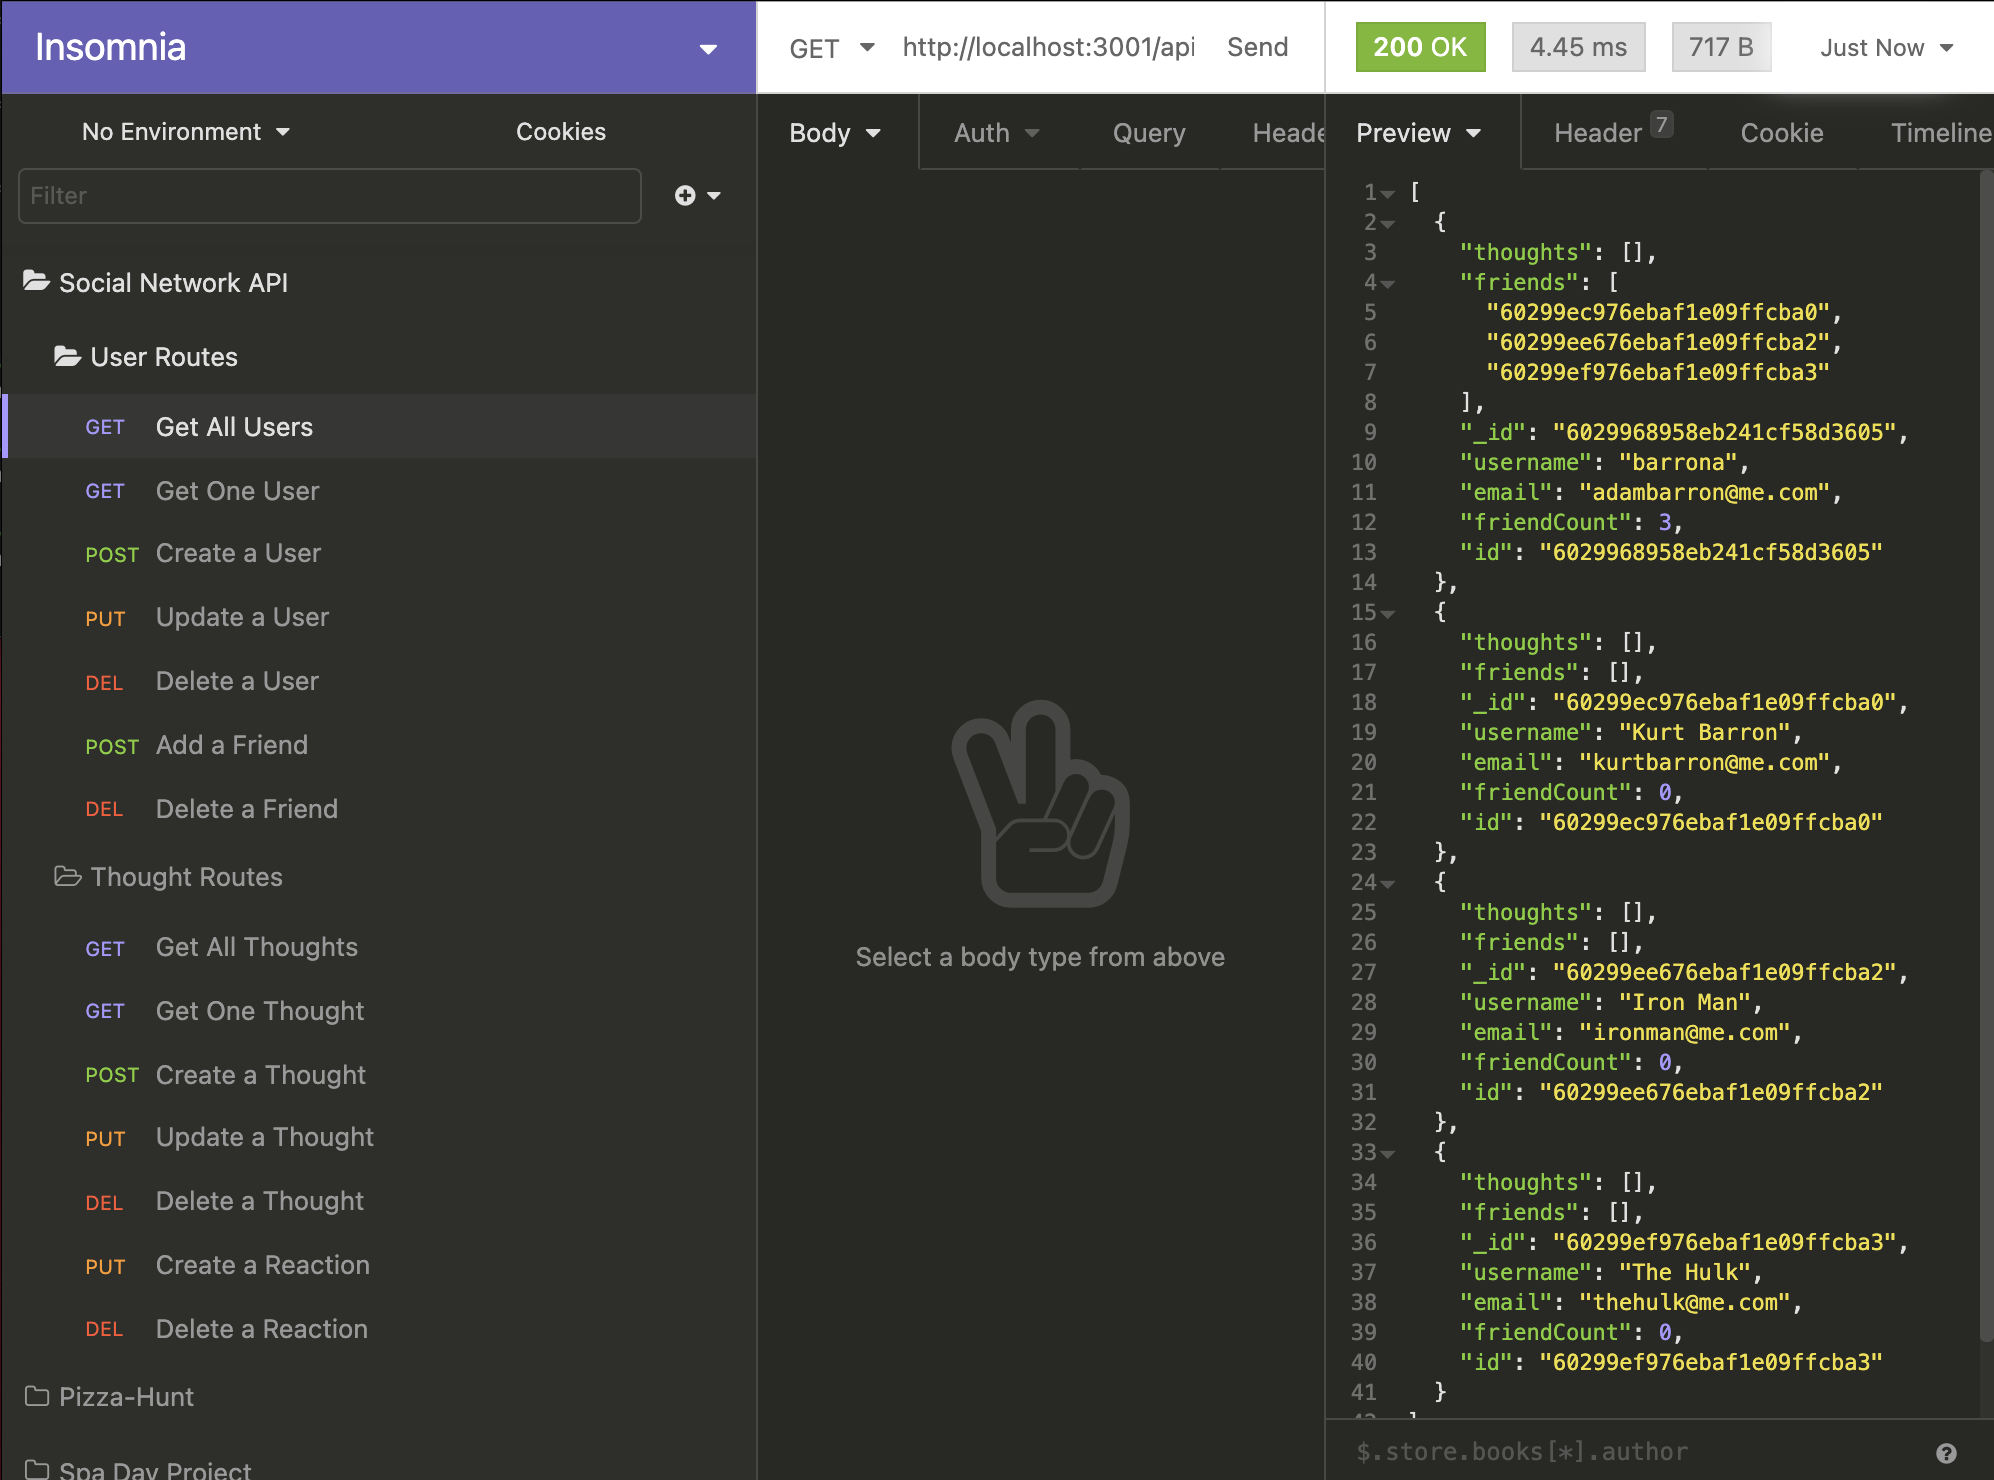 Insomnia
GET http://localhost:3001/api Send
200 OK 4.45 ms 717 B Just Now
No Environment Cookies
Filter
Social Network API
User Routes
GET Get All Users
GET Get One User
POST Create a User
PUT Update a User
DEL Delete a User
POST Add a Friend
DEL Delete a Friend
Thought Routes
GET Get All Thoughts
GET Get One Thought
POST Create a Thought
PUT Update a Thought
DEL Delete a Thought
PUT Create a Reaction
DEL Delete a Reaction
Pizza-Hunt
Spa Day Project
Body Auth Query Heade
Select a body type from above
Preview Header 7 Cookie Timeline
1 [
2 {
3 "thoughts": [],
4 "friends": [
5 "60299ec976ebaf1e09ffcba0",
6 "60299ee676ebaf1e09ffcba2",
7 "60299ef976ebaf1e09ffcba3"
8 ],
9 "_id": "6029968958eb241cf58d3605",
10 "username": "barrona",
11 "email": "adambarron@me.com",
12 "friendCount": 3,
13 "id": "6029968958eb241cf58d3605"
14 },
15 {
16 "thoughts": [],
17 "friends": [],
18 "_id": "60299ec976ebaf1e09ffcba0",
19 "username": "Kurt Barron",
20 "email": "kurtbarron@me.com",
21 "friendCount": 0,
22 "id": "60299ec976ebaf1e09ffcba0"
23 },
24 {
25 "thoughts": [],
26 "friends": [],
27 "_id": "60299ee676ebaf1e09ffcba2",
28 "username": "Iron Man",
29 "email": "ironman@me.com",
30 "friendCount": 0,
31 "id": "60299ee676ebaf1e09ffcba2"
32 },
33 {
34 "thoughts": [],
35 "friends": [],
36 "_id": "60299ef976ebaf1e09ffcba3",
37 "username": "The Hulk",
38 "email": "thehulk@me.com",
39 "friendCount": 0,
40 "id": "60299ef976ebaf1e09ffcba3"
41 }
42 ]
$.store.books[*].author